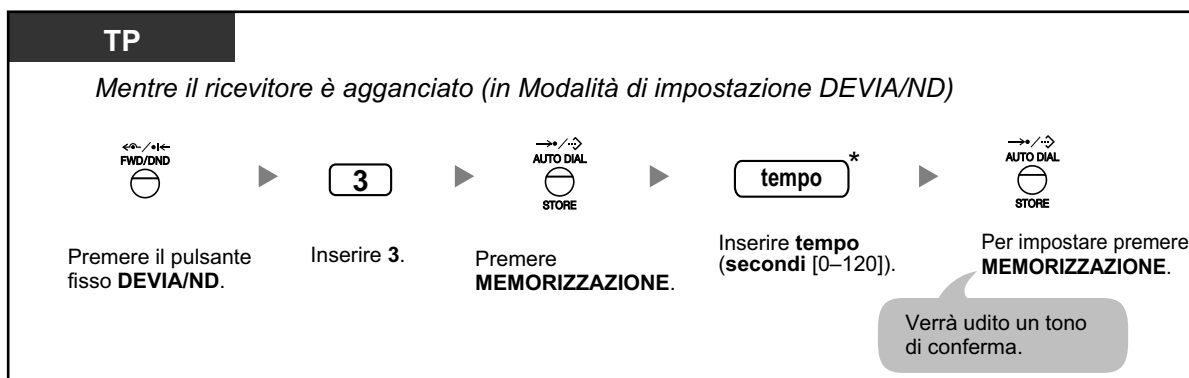 TP
Mentre il ricevitore è agganciato (in Modalità di impostazione DEVIA/ND)
FWD/DND
3
AUTO DIAL
STORE
tempo*
AUTO DIAL
STORE
Premere il pulsante
fisso DEVIA/ND.
Inserire 3.
Premere
MEMORIZZAZIONE.
Inserire tempo
(secondi [0–120]).
Per impostare premere
MEMORIZZAZIONE.
Verrà udito un tono
di conferma.